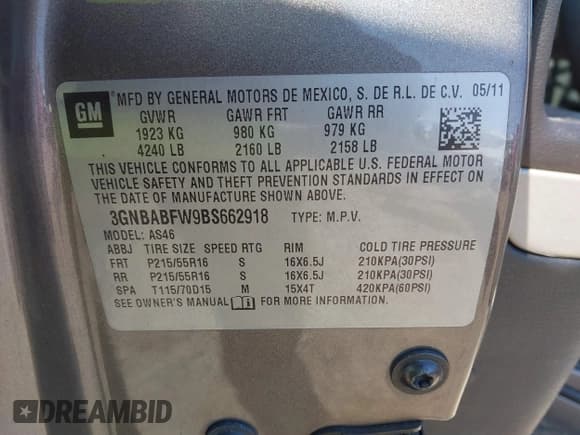 GM
MFD BY GENERAL MOTORS DE MEXICO, S. DE R.L. DE C.V. 05/11
GVWR GAWR FRT GAWR RR
1923 KG 980 KG 979 KG
4240 LB 2160 LB 2158 LB
THIS VEHICLE CONFORMS TO ALL APPLICABLE U.S. FEDERAL MOTOR
VEHICLE SAFETY AND THEFT PREVENTION STANDARDS IN EFFECT ON
THE DATE OF MANUFACTURE SHOWN ABOVE.
3GNBABFW9BS662918 TYPE: M.P.V.
MODEL: AS46
ABBJ TIRE SIZE SPEED RTG RIM COLD TIRE PRESSURE
FRT P215/55R16 S 16X6.5J 210KPA(30PSI)
RR P215/55R16 S 16X6.5J 210KPA(30PSI)
SPA T115/70D15 M 15X4T 420KPA(60PSI)
SEE OWNER'S MANUAL FOR MORE INFORMATION
DREAMBID